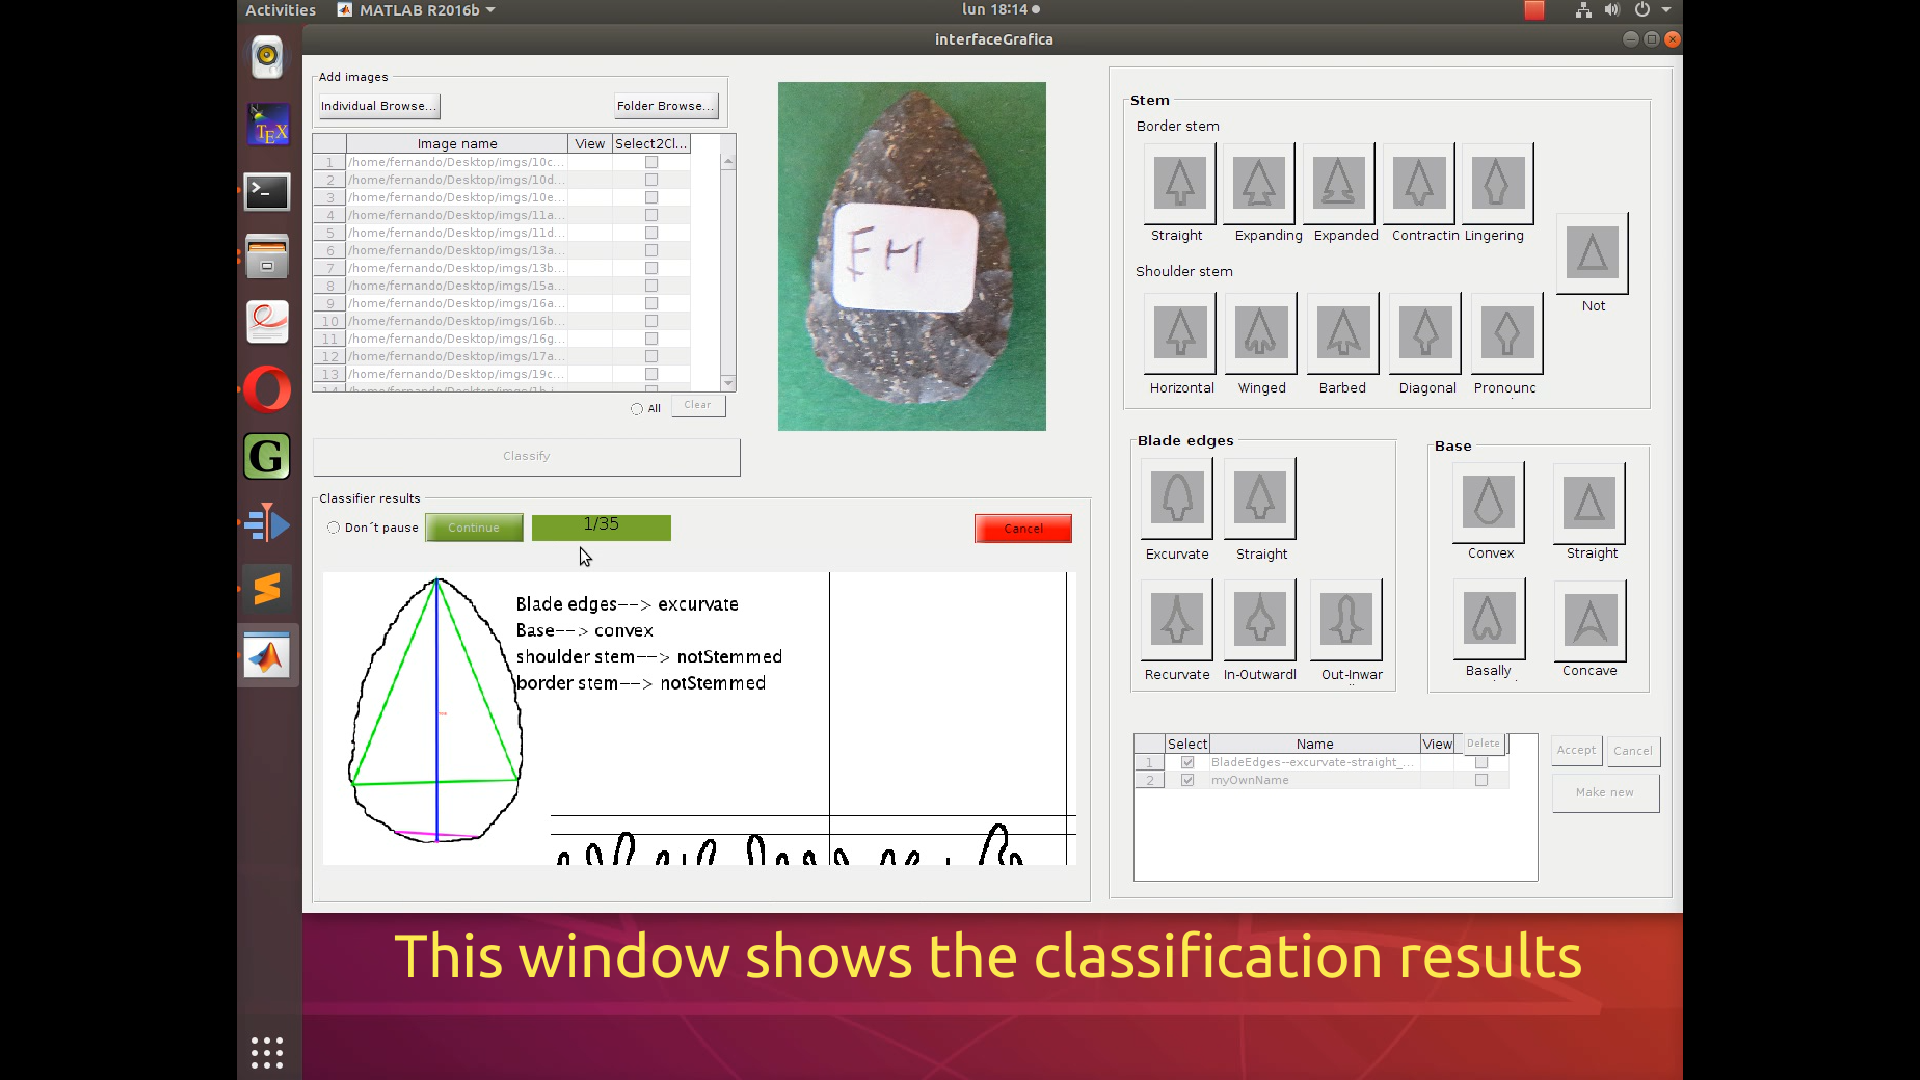 Activities MATLAB R2016b lun 18:14
interfaceGrafica
Add images
Individual Browse... Folder Browse...
Image name View Select2Cl...
1 /home/fernando/Desktop/imgs/10c...
2 /home/fernando/Desktop/imgs/10d...
3 /home/fernando/Desktop/imgs/10e...
4 /home/fernando/Desktop/imgs/11a...
5 /home/fernando/Desktop/imgs/11d...
6 /home/fernando/Desktop/imgs/13a...
7 /home/fernando/Desktop/imgs/13b...
8 /home/fernando/Desktop/imgs/15a...
9 /home/fernando/Desktop/imgs/16a...
10 /home/fernando/Desktop/imgs/16b...
11 /home/fernando/Desktop/imgs/16g...
12 /home/fernando/Desktop/imgs/17a...
13 /home/fernando/Desktop/imgs/19c...
All Clear
Classify
Classifier results
Don´t pause Continue 1/35 Cancel
Blade edges--> excurvate
Base--> convex
shoulder stem--> notStemmed
border stem--> notStemmed
EH
Stem
Border stem
Straight Expanding Expanded Contractin Lingering
Not
Shoulder stem
Horizontal Winged Barbed Diagonal Pronounc
Blade edges
Excurvate Straight
Recurvate In-Outwardl Out-Inwar
Base
Convex Straight
Basally Concave
Select Name View Delete
1 BladeEdges--excurvate-straight_...
2 myOwnName
Accept Cancel
Make new
TEX
G
This window shows the classification results